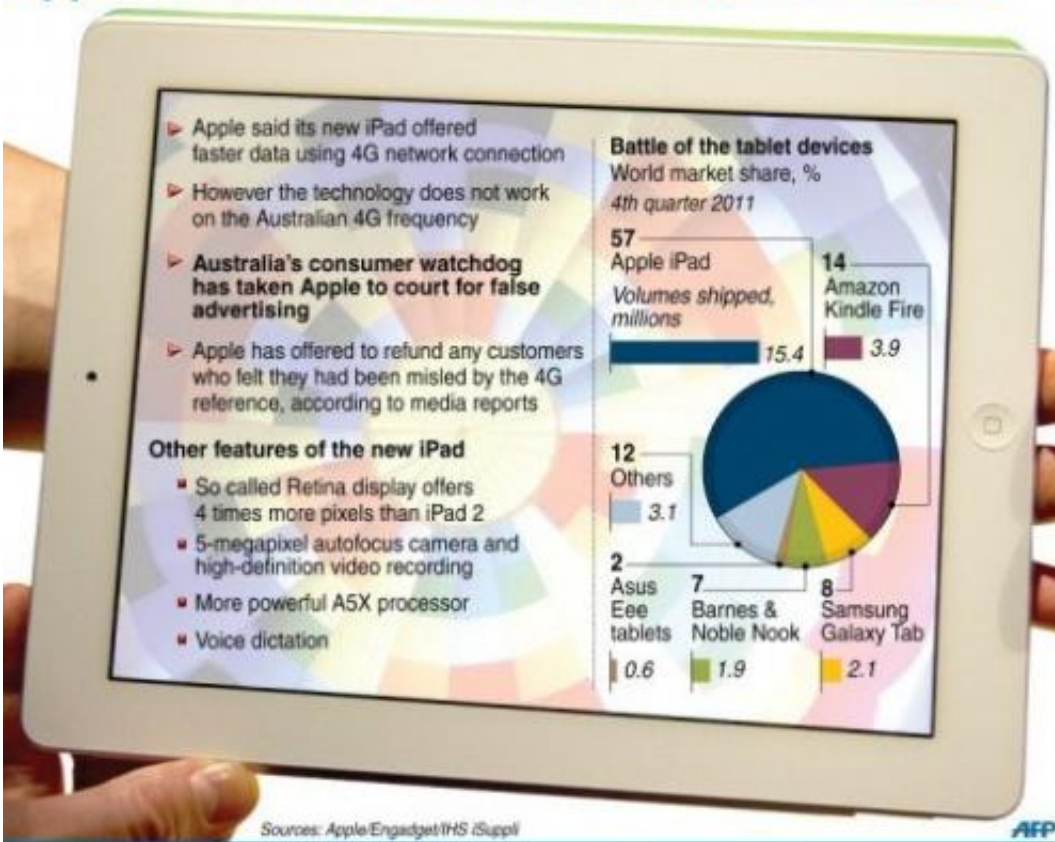 Apple said its new iPad offered
faster data using 4G network connection
However the technology does not work
on the Australian 4G frequency
Australia's consumer watchdog
has taken Apple to court for false
advertising
Apple has offered to refund any customers
who felt they had been misled by the 4G
reference, according to media reports
Other features of the new iPad
So called Retina display offers
4 times more pixels than iPad 2
5-megapixel autofocus camera and
high-definition video recording
More powerful A5X processor
Voice dictation
Battle of the tablet devices
World market share, %
4th quarter 2011
57
Apple iPad
Volumes shipped,
millions
15.4
14
Amazon
Kindle Fire
3.9
12
Others
3.1
2
Asus
Eee
tablets
0.6
7
Barnes &
Noble Nook
1.9
8
Samsung
Galaxy Tab
2.1
Sources: Apple/Engadget/IHS iSuppli
AFP